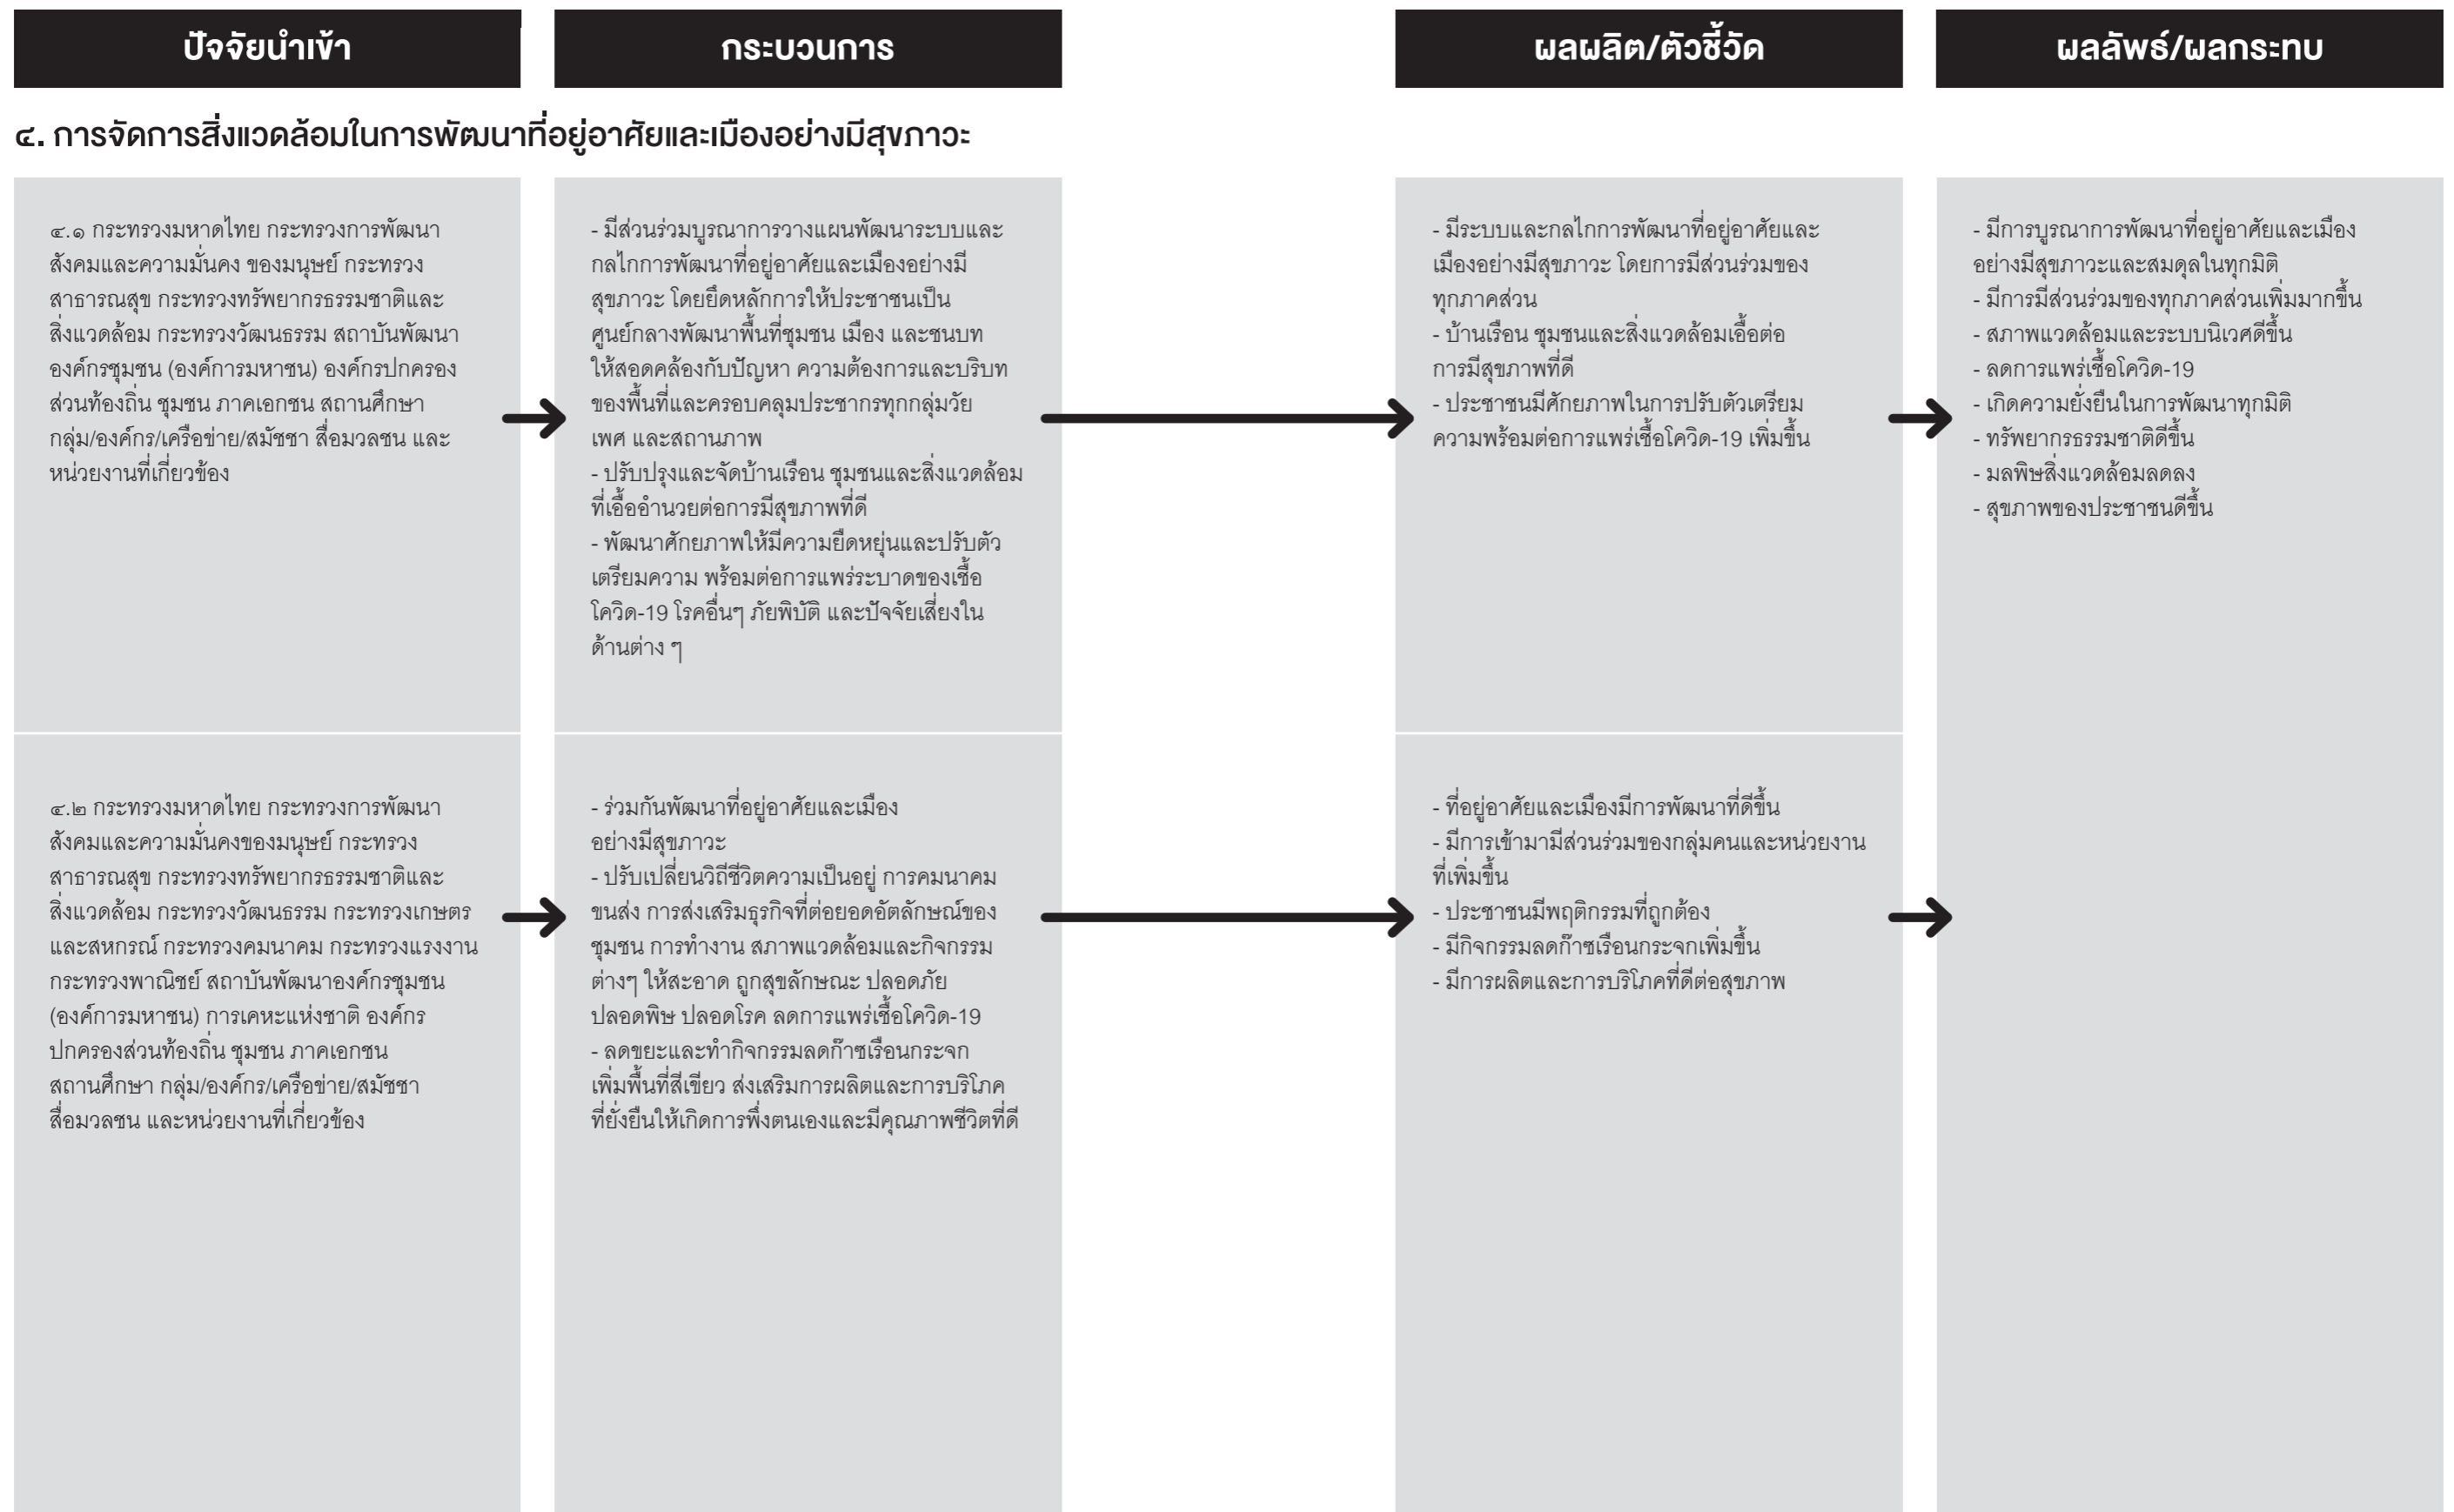 ปัจจัยนำเข้า
กระบวนการ
ผลผลิต/ตัวชี้วัด
ผลลัพธ์/ผลกระทบ
๔. การจัดการสิ่งแวดล้อมในการพัฒนาที่อยู่อาศัยและเมืองอย่างมีสุขภาวะ
๔.๑ กระทรวงมหาดไทย กระทรวงการพัฒนา
สังคมและความมั่นคง ของมนุษย์ กระทรวง
สาธารณสุข กระทรวงทรัพยากรธรรมชาติและ
สิ่งแวดล้อม กระทรวงวัฒนธรรม สถาบันพัฒนา
องค์กรชุมชน (องค์การมหาชน) องค์กรปกครอง
ส่วนท้องถิ่น ชุมชน ภาคเอกชน สถานศึกษา
กลุ่ม/องค์กร/เครือข่าย/สมัชชา สื่อมวลชน และ
หน่วยงานที่เกี่ยวข้อง
- มีส่วนร่วมบูรณาการวางแผนพัฒนาระบบและ
กลไกการพัฒนาที่อยู่อาศัยและเมืองอย่างมี
สุขภาวะ โดยยึดหลักการให้ประชาชนเป็น
ศูนย์กลางพัฒนาพื้นที่ชุมชน เมือง และชนบท
ให้สอดคล้องกับปัญหา ความต้องการและบริบท
ของพื้นที่และครอบคลุมประชากรทุกกลุ่มวัย
เพศ และสถานภาพ
- ปรับปรุงและจัดบ้านเรือน ชุมชนและสิ่งแวดล้อม
ที่เอื้ออำนวยต่อการมีสุขภาพที่ดี
- พัฒนาศักยภาพให้มีความยืดหยุ่นและปรับตัว
เตรียมความ พร้อมต่อการแพร่ระบาดของเชื้อ
โควิด-19 โรคอื่นๆ ภัยพิบัติ และปัจจัยเสี่ยงใน
ด้านต่าง ๆ
- มีระบบและกลไกการพัฒนาที่อยู่อาศัยและ
เมืองอย่างมีสุขภาวะ โดยการมีส่วนร่วมของ
ทุกภาคส่วน
- บ้านเรือน ชุมชนและสิ่งแวดล้อมเอื้อต่อ
การมีสุขภาพที่ดี
- ประชาชนมีศักยภาพในการปรับตัวเตรียม
ความพร้อมต่อการแพร่เชื้อโควิด-19 เพิ่มขึ้น
- มีการบูรณาการพัฒนาที่อยู่อาศัยและเมือง
อย่างมีสุขภาวะและสมดุลในทุกมิติ
- มีการมีส่วนร่วมของทุกภาคส่วนเพิ่มมากขึ้น
- สภาพแวดล้อมและระบบนิเวศดีขึ้น
- ลดการแพร่เชื้อโควิด-19
- เกิดความยั่งยืนในการพัฒนาทุกมิติ
- ทรัพยากรธรรมชาติดีขึ้น
- มลพิษสิ่งแวดล้อมลดลง
- สุขภาพของประชาชนดีขึ้น
๔.๒ กระทรวงมหาดไทย กระทรวงการพัฒนา
สังคมและความมั่นคงของมนุษย์ กระทรวง
สาธารณสุข กระทรวงทรัพยากรธรรมชาติและ
สิ่งแวดล้อม กระทรวงวัฒนธรรม กระทรวงเกษตร
และสหกรณ์ กระทรวงคมนาคม กระทรวงแรงงาน
กระทรวงพาณิชย์ สถาบันพัฒนาองค์กรชุมชน
(องค์การมหาชน) การเคหะแห่งชาติ องค์กร
ปกครองส่วนท้องถิ่น ชุมชน ภาคเอกชน
สถานศึกษา กลุ่ม/องค์กร/เครือข่าย/สมัชชา
สื่อมวลชน และหน่วยงานที่เกี่ยวข้อง
- ร่วมกันพัฒนาที่อยู่อาศัยและเมือง
อย่างมีสุขภาวะ
- ปรับเปลี่ยนวิถีชีวิตความเป็นอยู่ การคมนาคม
ขนส่ง การส่งเสริมธุรกิจที่ต่อยอดอัตลักษณ์ของ
ชุมชน การทำงาน สภาพแวดล้อมและกิจกรรม
ต่างๆ ให้สะอาด ถูกสุขลักษณะ ปลอดภัย
ปลอดพิษ ปลอดโรค ลดการแพร่เชื้อโควิด-19
- ลดขยะและทำกิจกรรมลดก๊าซเรือนกระจก
เพิ่มพื้นที่สีเขียว ส่งเสริมการผลิตและการบริโภค
ที่ยั่งยืนให้เกิดการพึ่งตนเองและมีคุณภาพชีวิตที่ดี
- ที่อยู่อาศัยและเมืองมีการพัฒนาที่ดีขึ้น
- มีการเข้ามามีส่วนร่วมของกลุ่มคนและหน่วยงาน
ที่เพิ่มขึ้น
- ประชาชนมีพฤติกรรมที่ถูกต้อง
- มีกิจกรรมลดก๊าซเรือนกระจกเพิ่มขึ้น
- มีการผลิตและการบริโภคที่ดีต่อสุขภาพ